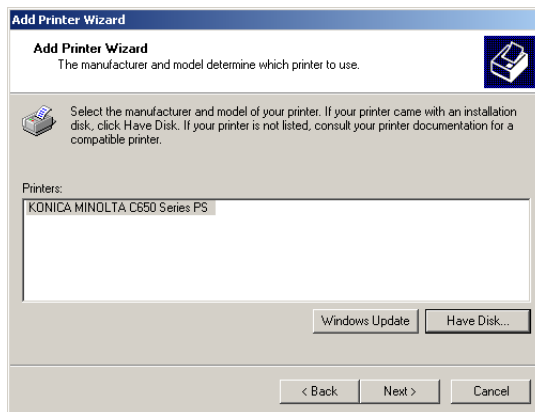 Add Printer Wizard
Add Printer Wizard
The manufacturer and model determine which printer to use.
Select the manufacturer and model of your printer. If your printer came with an installation
disk, click Have Disk. If your printer is not listed, consult your printer documentation for a
compatible printer.
Printers:
KONICA MINOLTA C650 Series PS
Windows Update
Have Disk...
< Back
Next >
Cancel